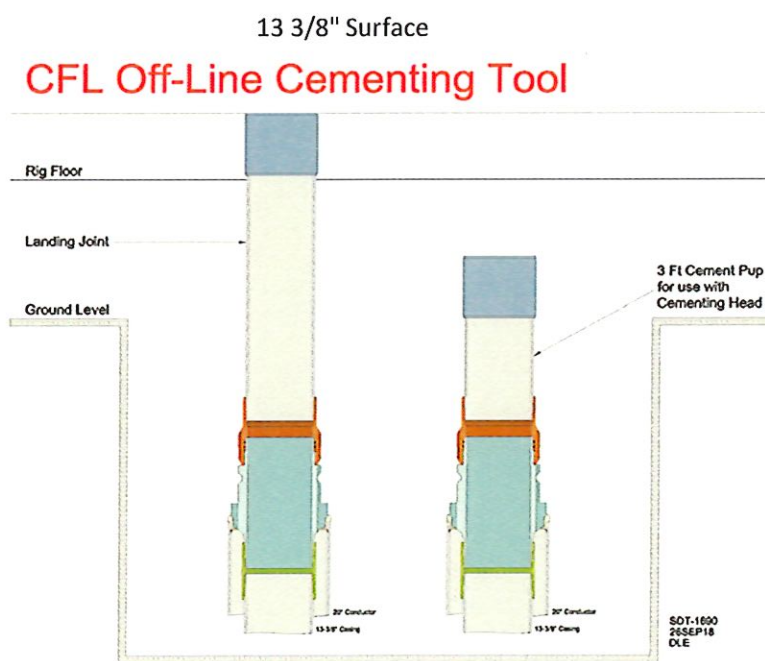 13 3/8" Surface
CFL Off-Line Cementing Tool
Rig Floor
Landing Joint
3 Ft Cement Pup
for use with
Cementing Head
Ground Level
20" Conductor
13-3/8" Casing
20" Conductor
13-3/8" Casing
SDT-1690
26SEP18
DLE